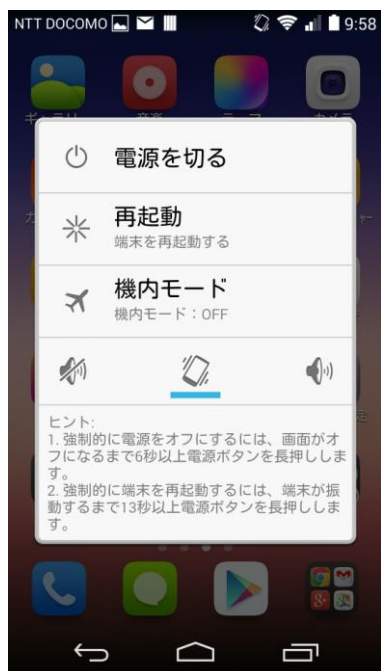 NTT DOCOMO 9:58
電源を切る
再起動
端末を再起動する
機内モード
機内モード：OFF
ヒント:
1. 強制的に電源をオフにするには、画面がオ
フになるまで6秒以上電源ボタンを長押ししま
す。
2. 強制的に端末を再起動するには、端末が振
動するまで13秒以上電源ボタンを長押ししま
す。